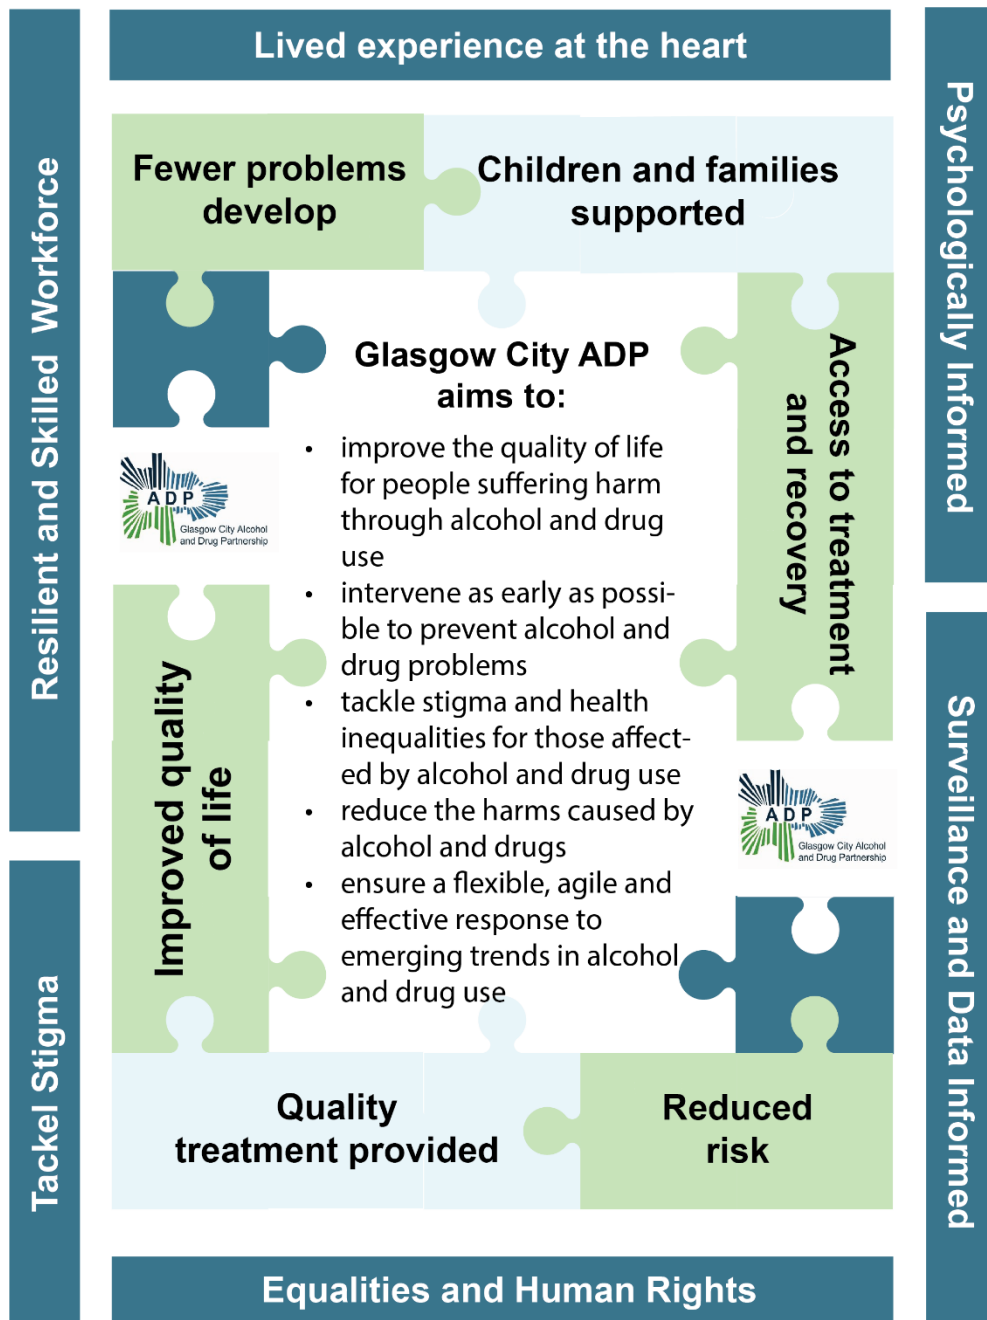 Lived experience at the heart
Resilient and Skilled Workforce
Tackel Stigma
Psychologically Informed
Surveillance and Data Informed
Fewer problems
develop
Children and families
supported
Access to treatment
and recovery
ADP
Glasgow City Alcohol
and Drug Partnership
Improved quality
of life
Glasgow City ADP
aims to:
• improve the quality of life
for people suffering harm
through alcohol and drug
use
• intervene as early as possi-
ble to prevent alcohol and
drug problems
• tackle stigma and health
inequalities for those affect-
ed by alcohol and drug use
• reduce the harms caused by
alcohol and drugs
• ensure a flexible, agile and
effective response to
emerging trends in alcohol
and drug use
ADP
Glasgow City Alcohol
and Drug Partnership
Quality
treatment provided
Reduced
risk
Equalities and Human Rights